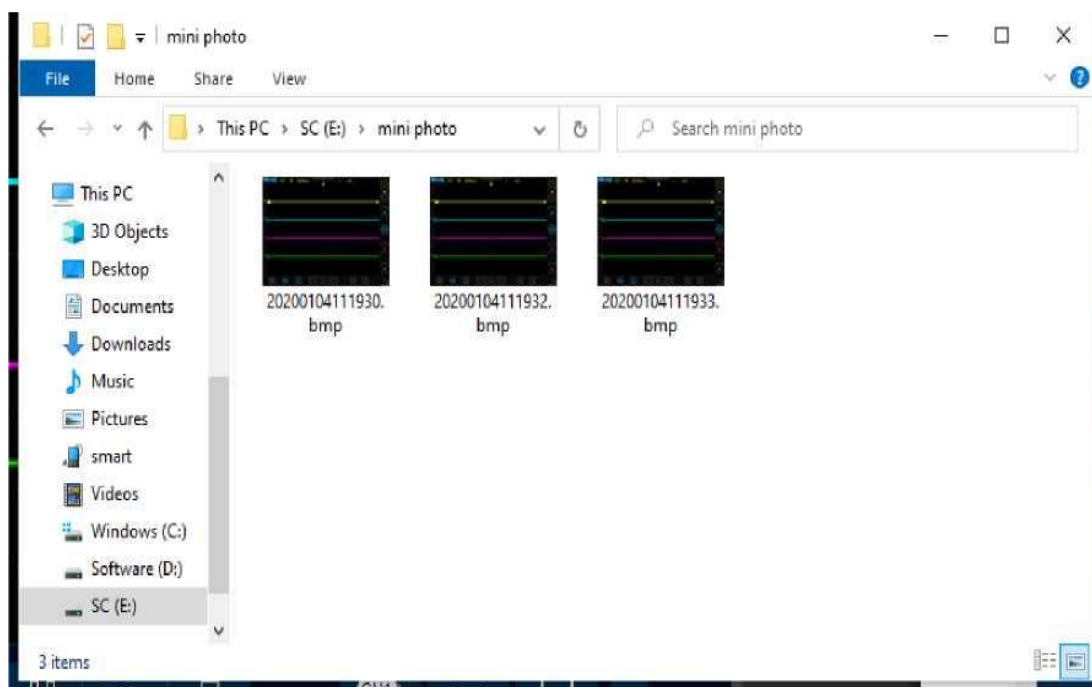 mini photo
File Home Share View
This PC > SC (E:) > mini photo
Search mini photo
This PC
3D Objects
Desktop
Documents
Downloads
Music
Pictures
smart
Videos
Windows (C:)
Software (D:)
SC (E:)
20200104111930.
bmp
20200104111932.
bmp
20200104111933.
bmp
3 items